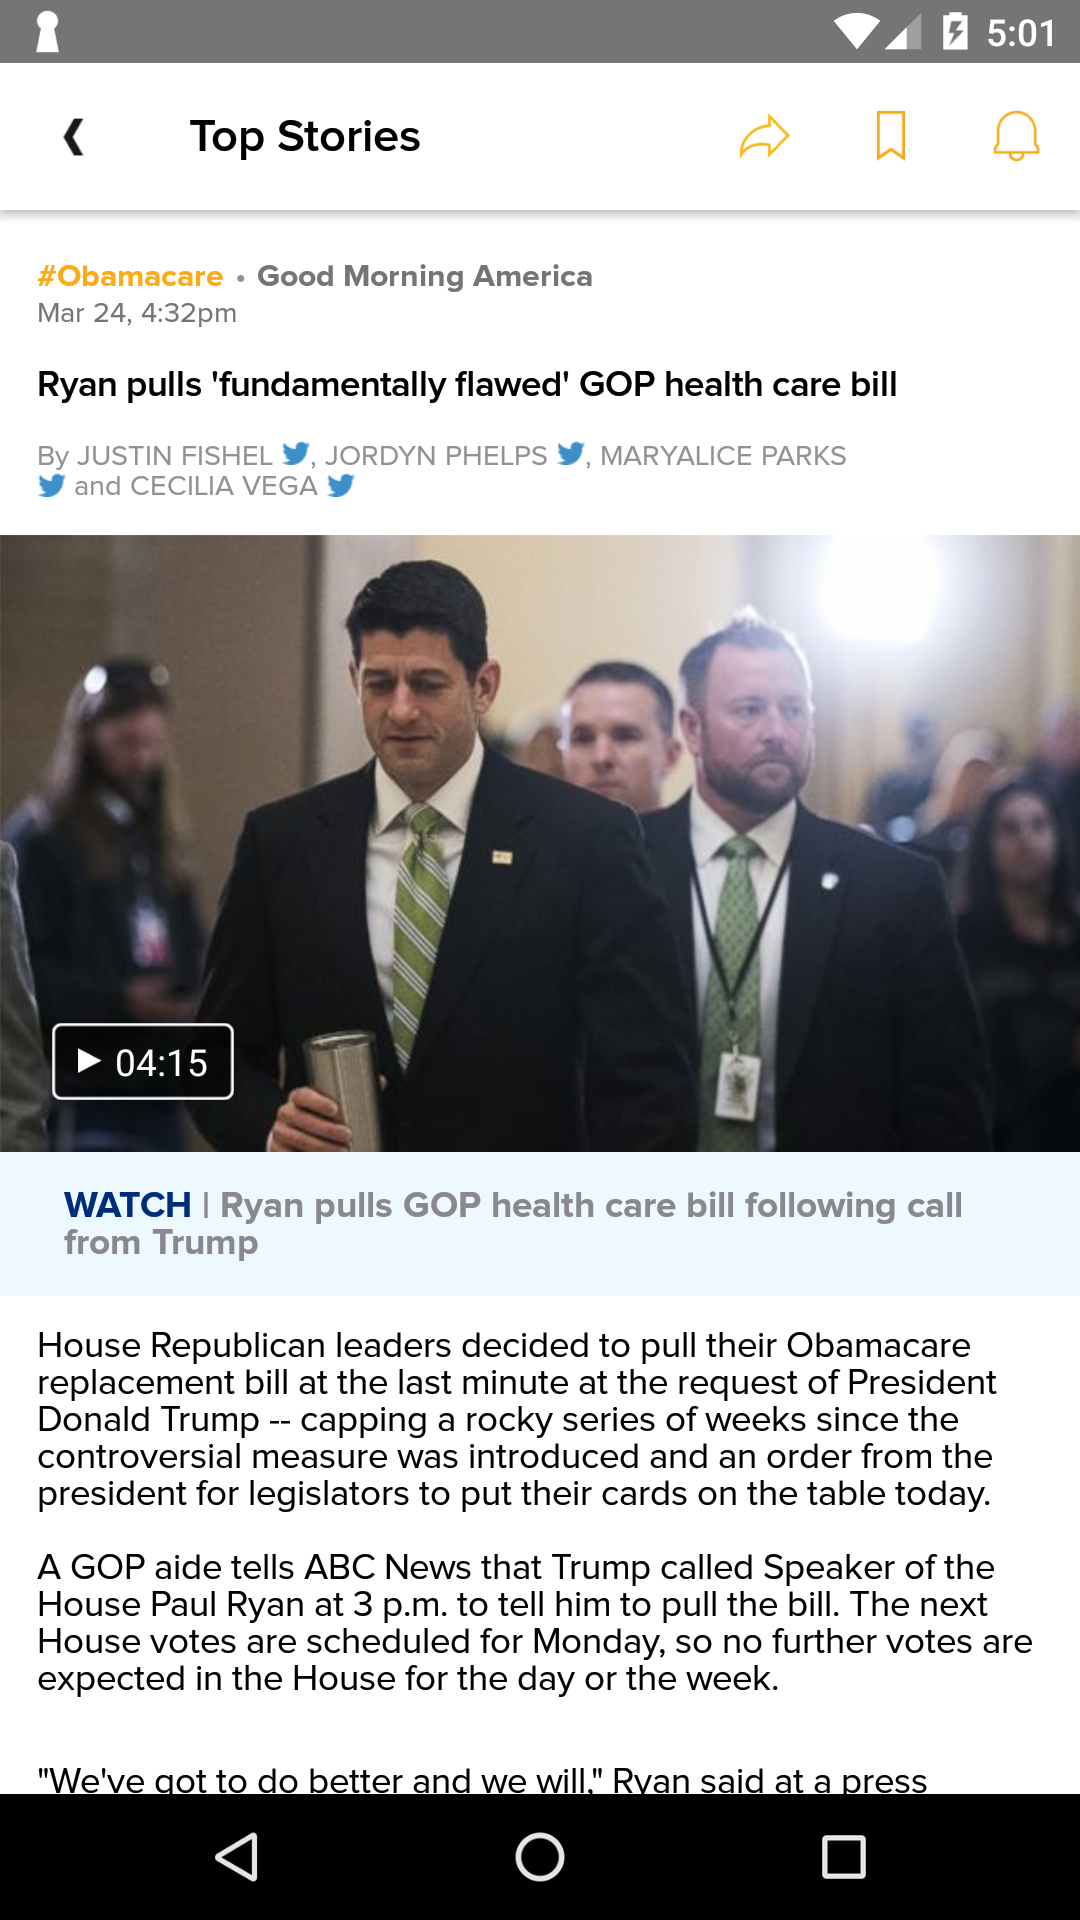 5:01
Top Stories
#Obamacare • Good Morning America
Mar 24, 4:32pm
Ryan pulls 'fundamentally flawed' GOP health care bill
By JUSTIN FISHEL , JORDYN PHELPS , MARYALICE PARKS
and CECILIA VEGA
04:15
WATCH | Ryan pulls GOP health care bill following call
from Trump
House Republican leaders decided to pull their Obamacare
replacement bill at the last minute at the request of President
Donald Trump -- capping a rocky series of weeks since the
controversial measure was introduced and an order from the
president for legislators to put their cards on the table today.
A GOP aide tells ABC News that Trump called Speaker of the
House Paul Ryan at 3 p.m. to tell him to pull the bill. The next
House votes are scheduled for Monday, so no further votes are
expected in the House for the day or the week.
"We've got to do better and we will," Ryan said at a press